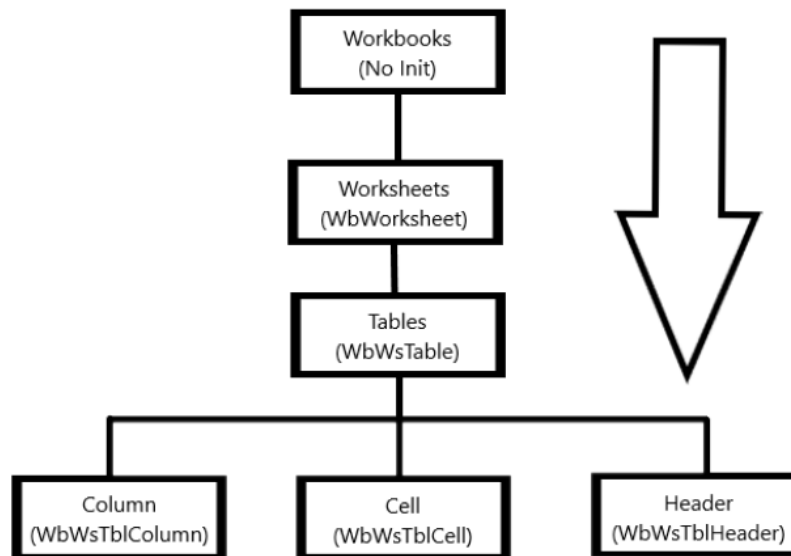 Workbooks
(No Init)
Worksheets
(WbWorksheet)
Tables
(WbWsTable)
Column
(WbWsTblColumn)
Cell
(WbWsTblCell)
Header
(WbWsTblHeader)